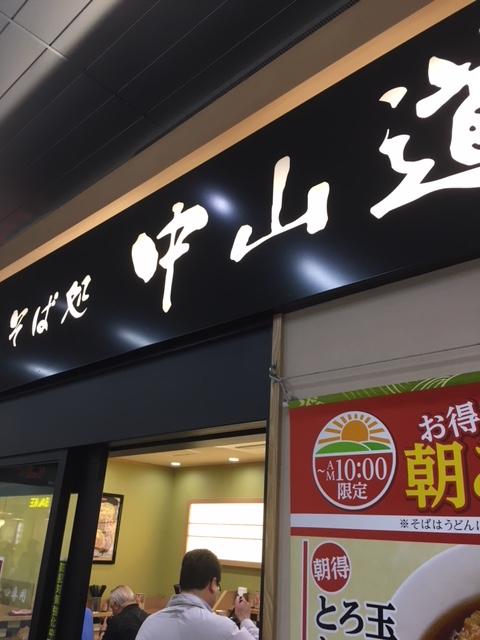 そば処 中山道
お得
~AM10:00
限定
朝
※そばはうどんに
朝得
とろ玉